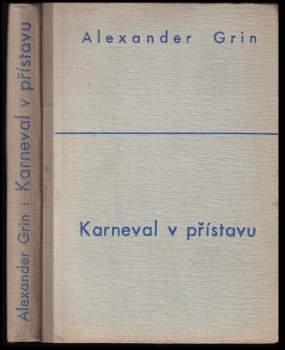 Alexander Grin : Karneval v přístavu
Alexander Grin
Karneval v přístavu